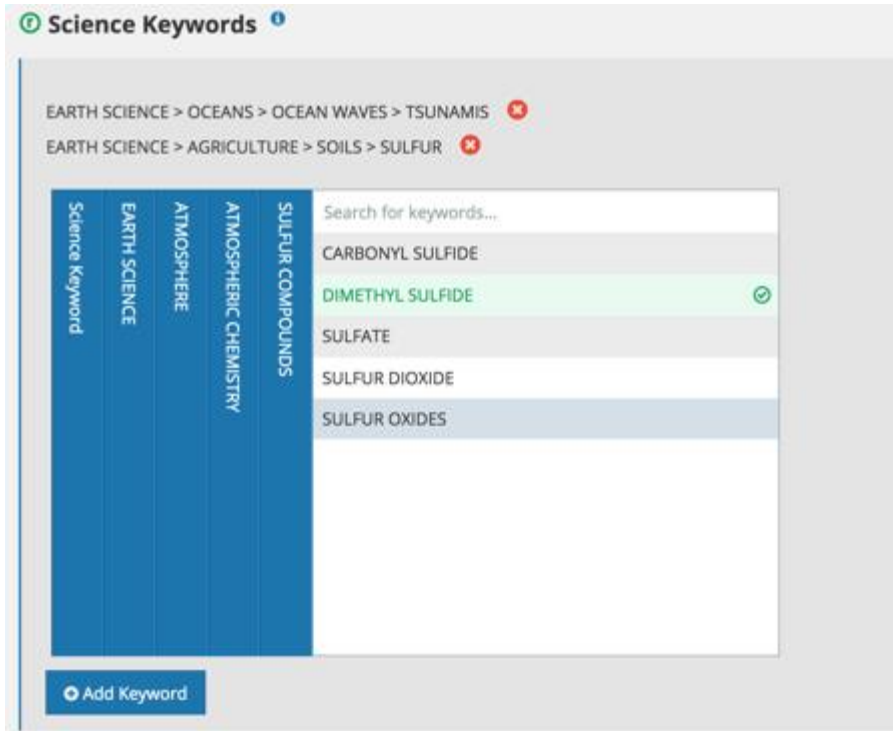 r Science Keywords i
EARTH SCIENCE > OCEANS > OCEAN WAVES > TSUNAMIS
EARTH SCIENCE > AGRICULTURE > SOILS > SULFUR
Science Keyword
EARTH SCIENCE
ATMOSPHERE
ATMOSPHERIC CHEMISTRY
SULFUR COMPOUNDS
Search for keywords...
CARBONYL SULFIDE
DIMETHYL SULFIDE
SULFATE
SULFUR DIOXIDE
SULFUR OXIDES
Add Keyword